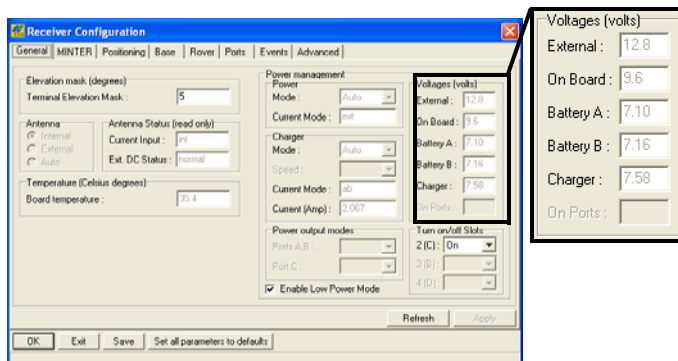 Receiver Configuration
General MINTER Positioning Base Rover Ports Events Advanced
Elevation mask (degrees)
Terminal Elevation Mask : 5
Antenna
Internal
External
Auto
Antenna Status (read only)
Current Input : int
Ext. DC Status : normal
Temperature (Celsius degrees)
Board temperature : 35.4
Power management
Power
Mode : Auto
Current Mode : ext
Charger
Mode : Auto
Speed :
Current Mode : ab
Current (Amp) : 2.067
Power output modes
Ports A,B :
Port C :
Enable Low Power Mode
Voltages (volts)
External : 12.8
On Board : 9.6
Battery A : 7.10
Battery B : 7.16
Charger : 7.58
On Ports :
Turn on/off Slots
2 (C) : On
3 (B) :
4 (D) :
Refresh Apply
OK Exit Save Set all parameters to defaults
Voltages (volts)
External : 12.8
On Board : 9.6
Battery A : 7.10
Battery B : 7.16
Charger : 7.58
On Ports :